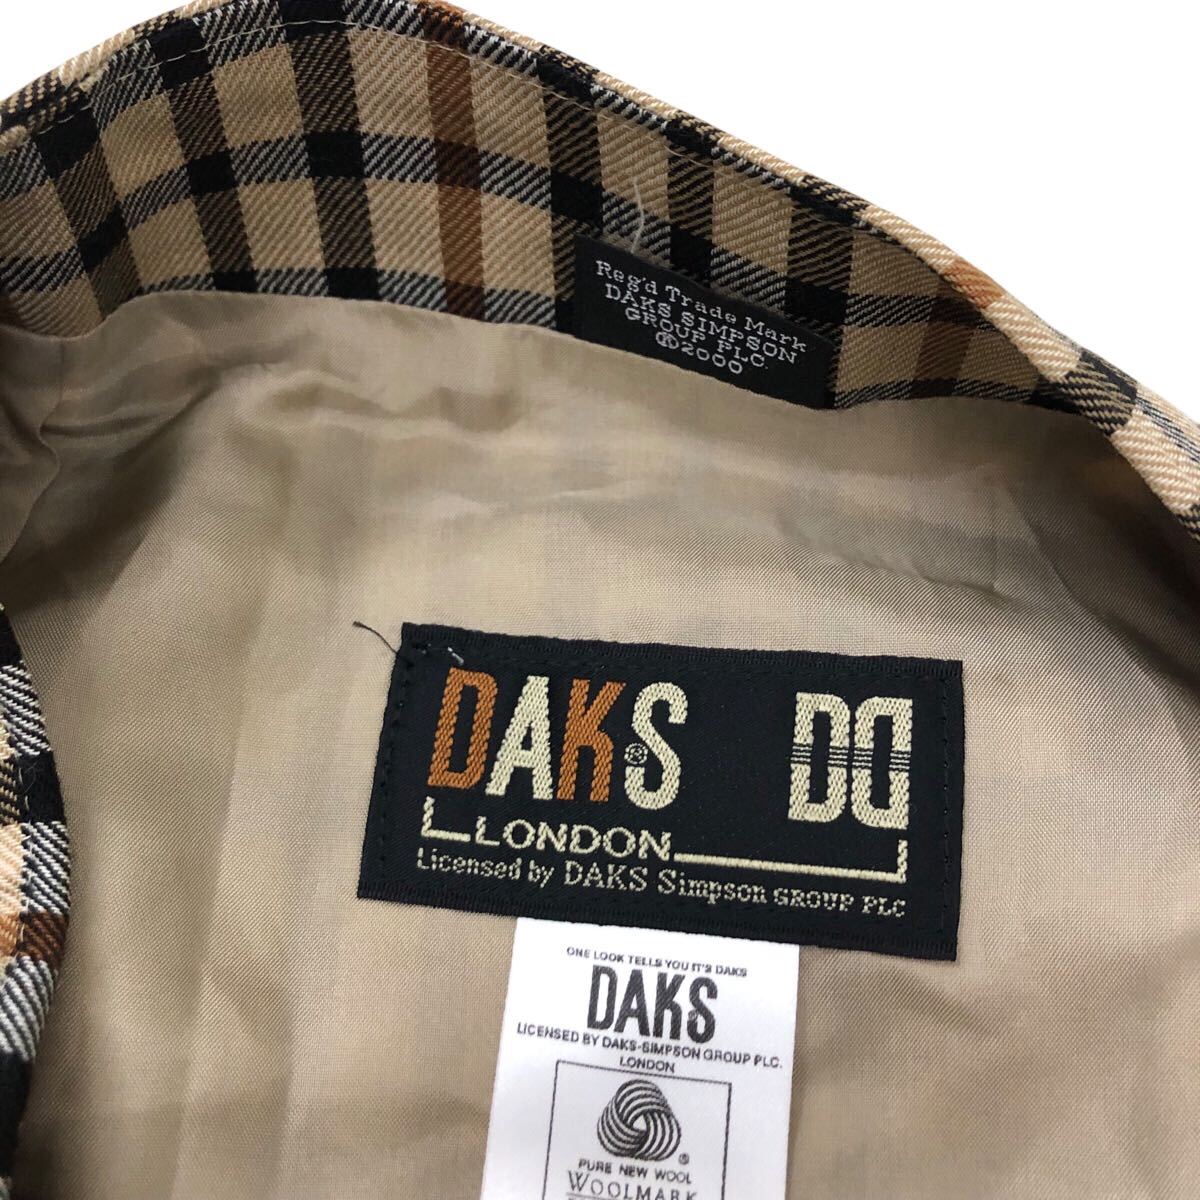 Reg'd Trade Mark
DAKS SIMPSON
GROUP PLC.
®2000
DAK®S
DD
LONDON
Licensed by DAKS Simpson GROUP PLC
ONE LOOK TELLS YOU IT'S DAKS
DAKS
LICENSED BY DAKS-SIMPSON GROUP PLC.
LONDON
®
PURE NEW WOOL
WOOLMARK